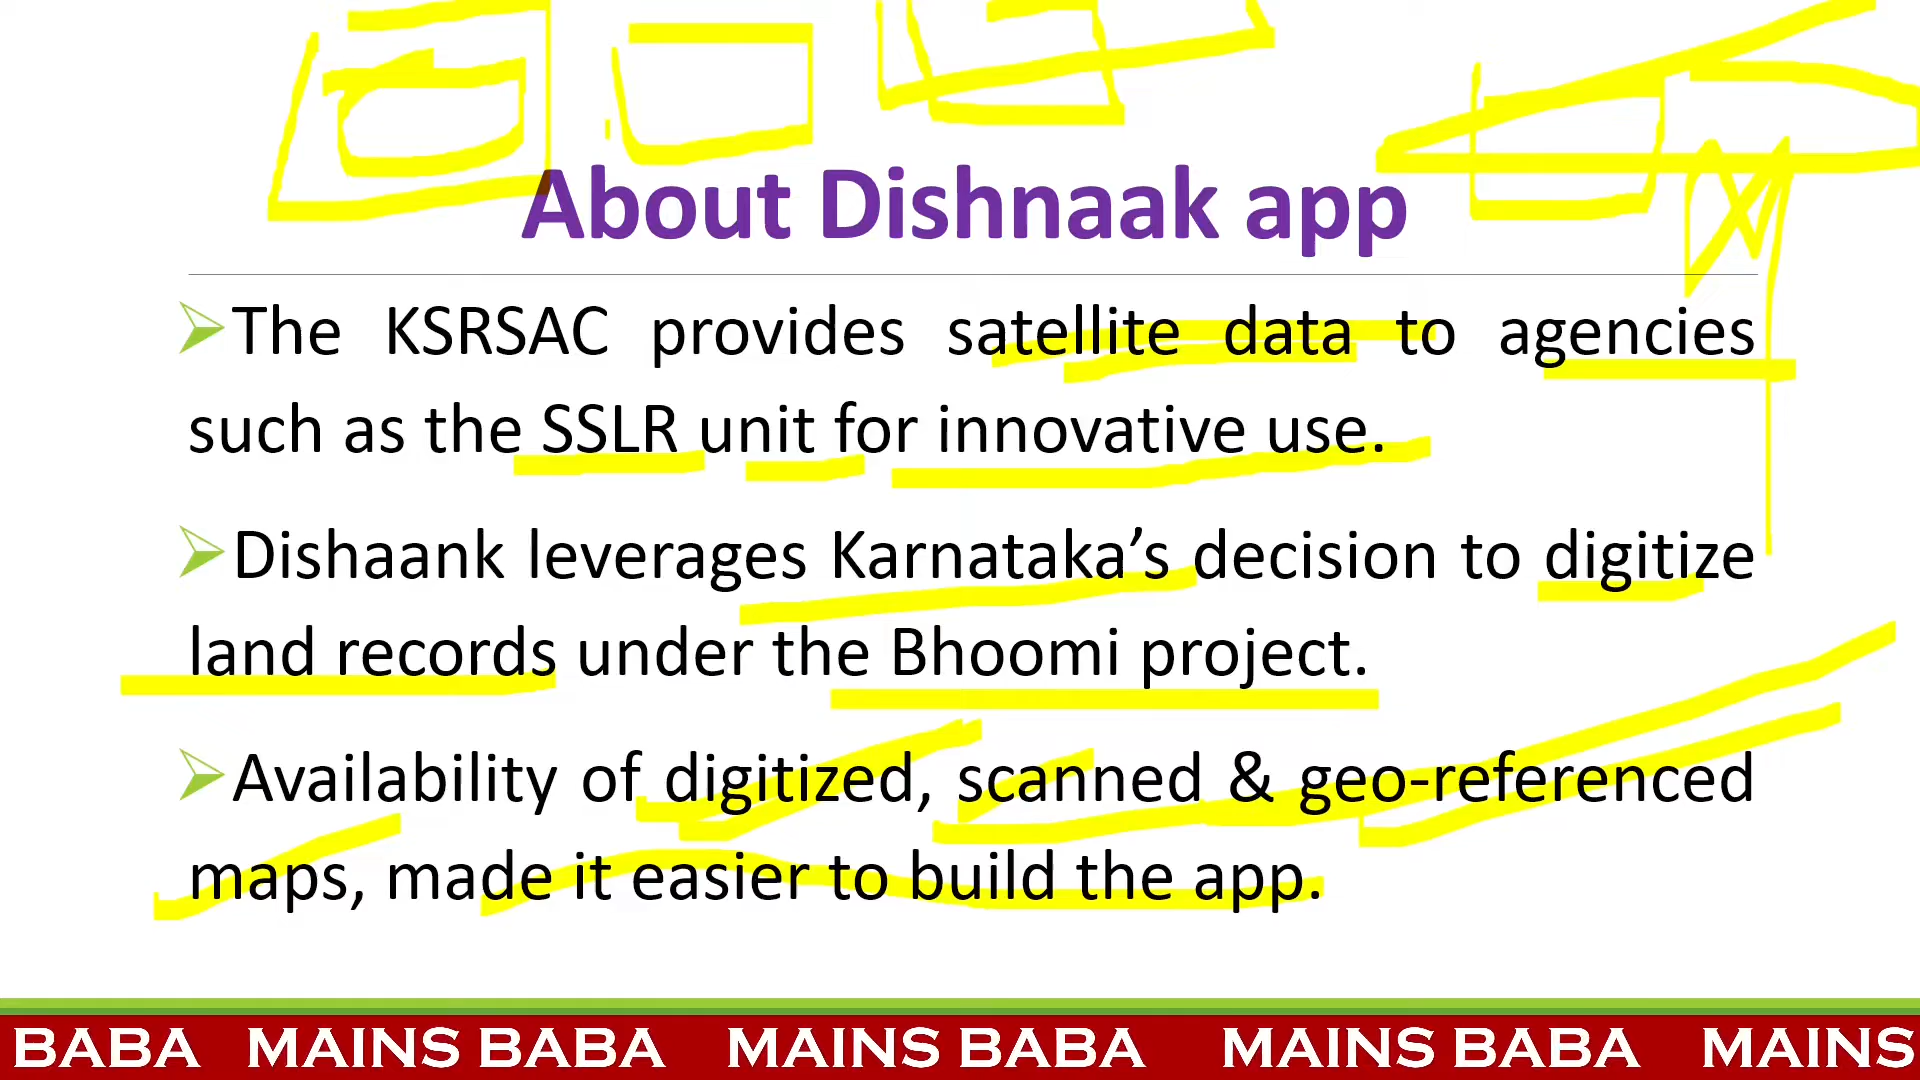 About Dishnaak app
➢The KSRSAC provides satellite data to agencies
such as the SSLR unit for innovative use.
➢Dishaank leverages Karnataka’s decision to digitize
land records under the Bhoomi project.
➢Availability of digitized, scanned & geo-referenced
maps, made it easier to build the app.
BABA MAINS BABA MAINS BABA MAINS BABA MAINS